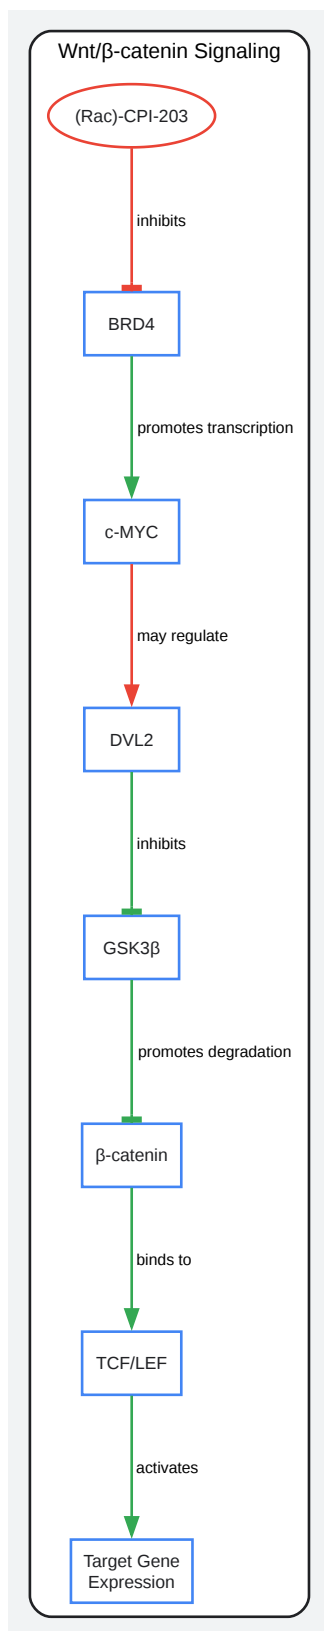 Wnt/β-catenin Signaling
(Rac)-CPI-203
inhibits
BRD4
promotes transcription
c-MYC
may regulate
DVL2
inhibits
GSK3β
promotes degradation
β-catenin
binds to
TCF/LEF
activates
Target Gene
Expression